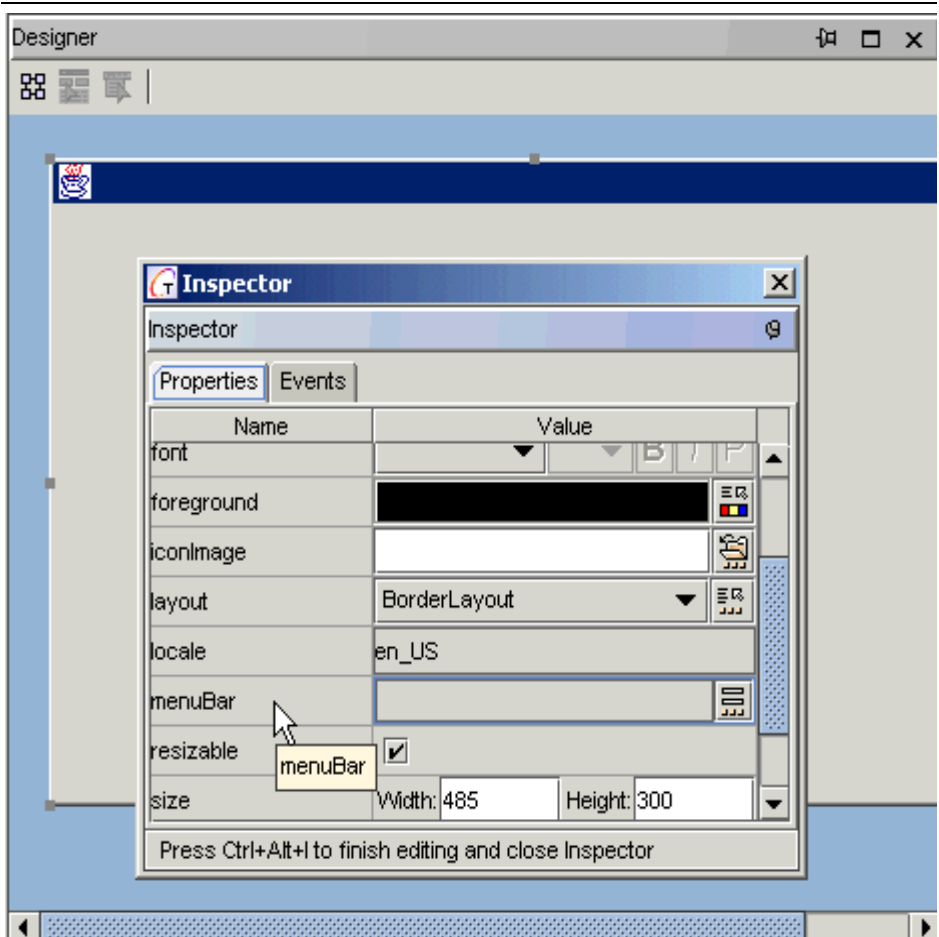 Designer
Inspector
Inspector
Properties Events
Name Value
font B I P
foreground
iconImage
layout BorderLayout
locale en_US
menuBar
resizable
menuBar
size Width: 485 Height: 300
Press Ctrl+Alt+I to finish editing and close Inspector